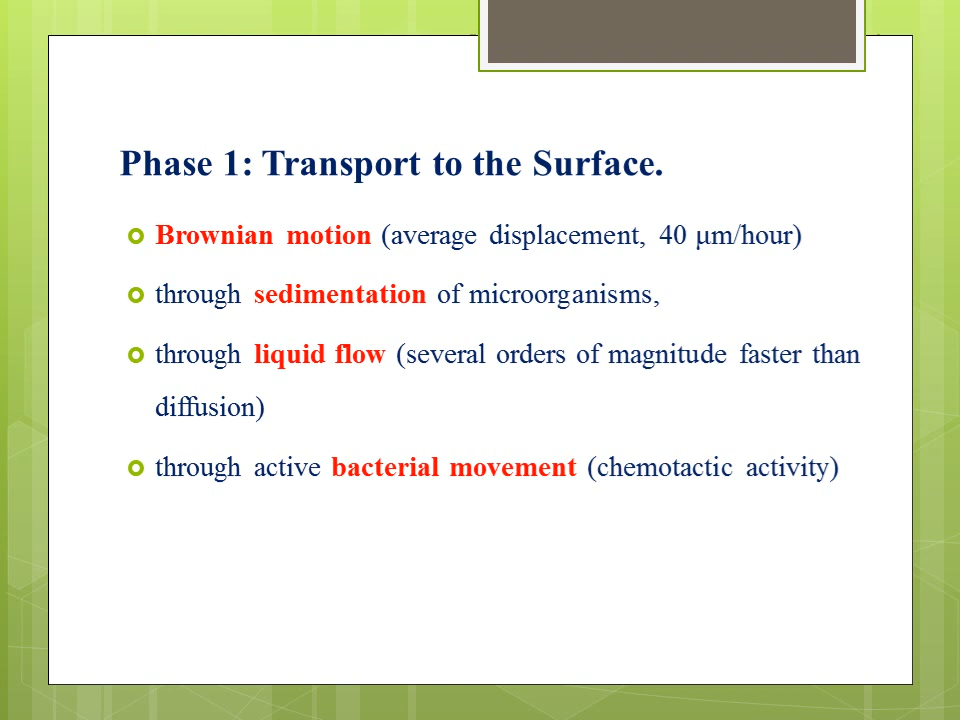 Phase 1: Transport to the Surface.
Brownian motion (average displacement, 40 μm/hour)
through sedimentation of microorganisms,
through liquid flow (several orders of magnitude faster than
diffusion)
through active bacterial movement (chemotactic activity)